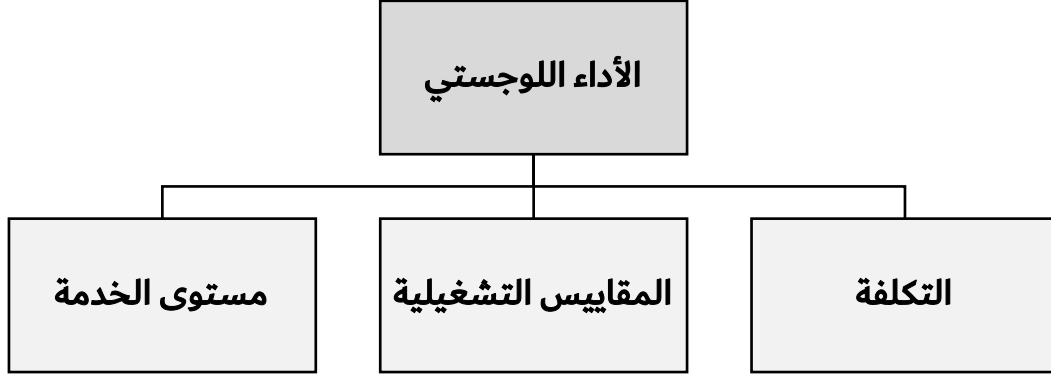 الأداء اللوجستي
التكلفة
المقاييس التشغيلية
مستوى الخدمة